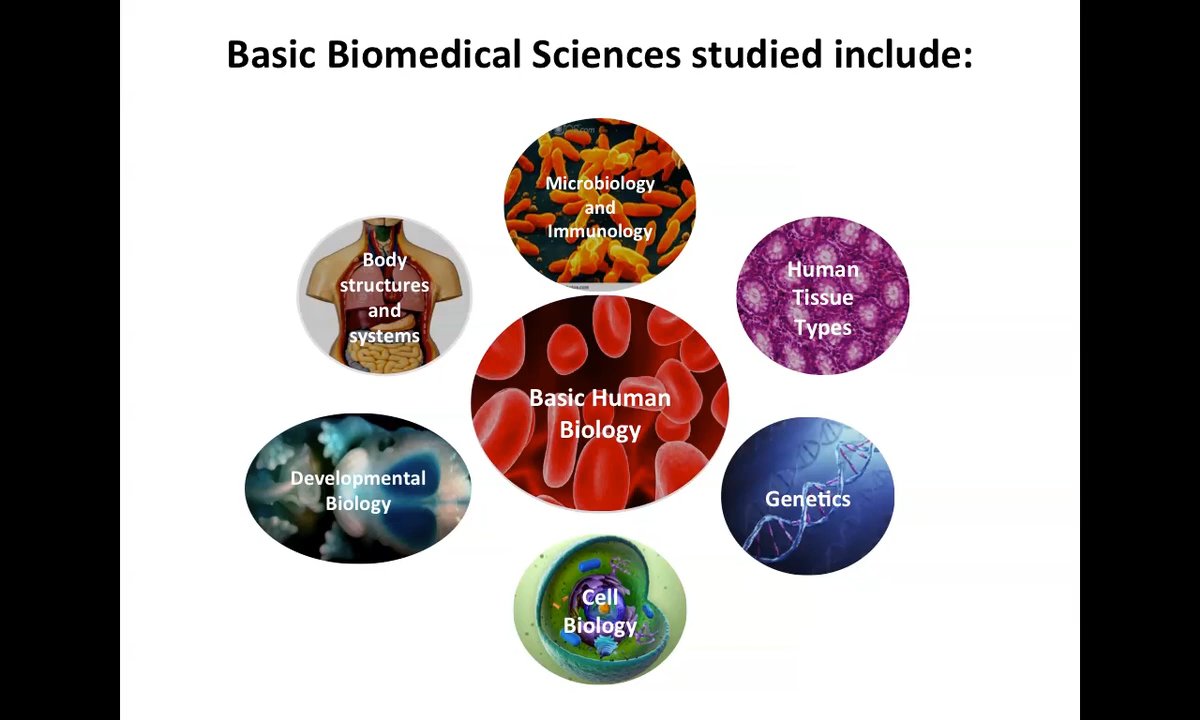 Basic Biomedical Sciences studied include:
Microbiology
and
Immunology
Body
structures
and
systems
Human
Tissue
Types
Basic Human
Biology
Developmental
Biology
Genetics
Cell
Biology